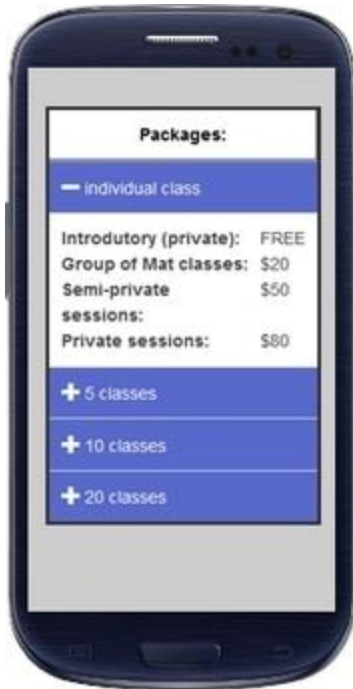 Packages:
individual class
Introdutory (private): FREE
Group of Mat classes: $20
Semi-private $50
sessions:
Private sessions: $80
5 classes
10 classes
20 classes